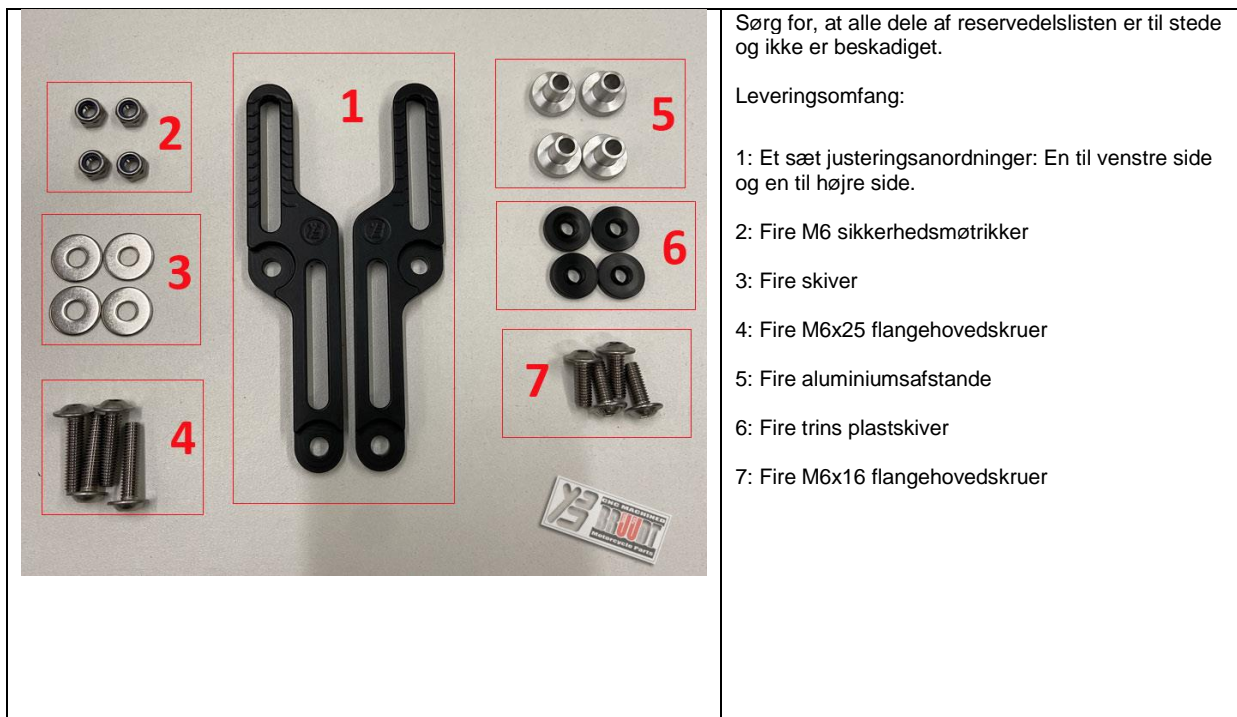 Sørg for, at alle dele af reservedelslisten er til stede
og ikke er beskadiget.
Leveringsomfang:
1: Et sæt justeringsanordninger: En til venstre side
og en til højre side.
2: Fire M6 sikkerhedsmøtrikker
3: Fire skiver
4: Fire M6x25 flangehovedskruer
5: Fire aluminiumsafstande
6: Fire trins plastskiver
7: Fire M6x16 flangehovedskruer
1
2
3
4
5
6
7
CNC MACHINED
Motorcycle Parts